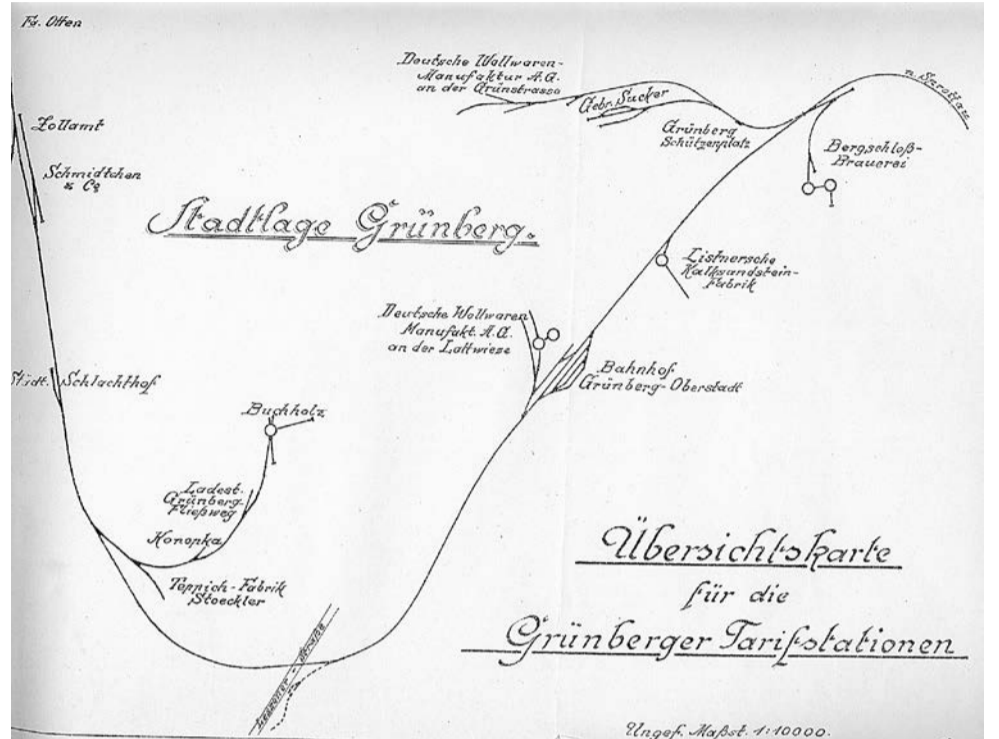 Fg. Otten
Deutsche Wollwaren-
Manufaktur A.G.
an der Grünstrasse
Gebr. Sucker
Grünberg
Schützenplatz
n. Sprottau
Bergschloß-
Brauerei
Zollamt
Schmidtchen
& Co
Stadtlage Grünberg.
Listnersche
Kalksandstein-
Fabrik
Deutsche Wollwaren
Manufakt. A.G.
an der Lattwiese
Bahnhof
Grünberg-Oberstadt
Städt. Schlachthof
Buchholz
Ladest.
Grünberg
Fließweg
Konopka
Teppich-Fabrik
Stoeckler
Übersichtskarte
für die
Grünberger Tarifstationen
Ungef. Maßst. 1:10000.